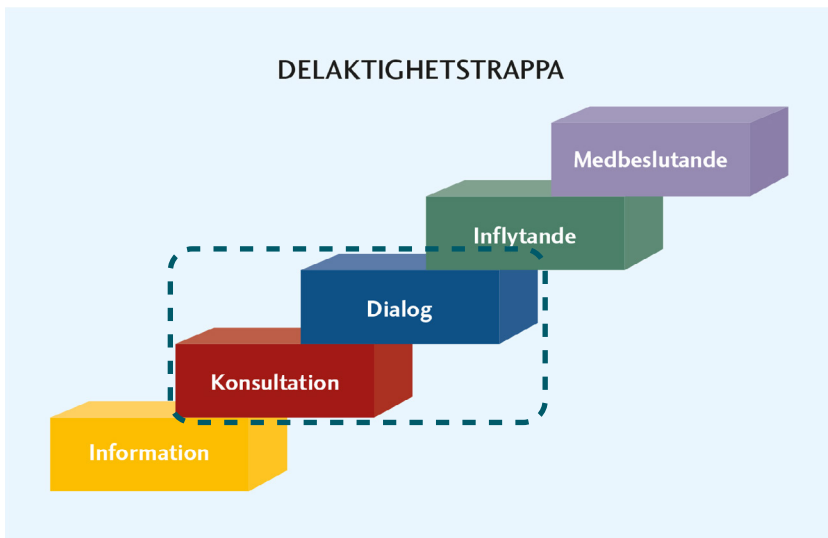 DELAKTIGHETSTRAPPA
Medbeslutande
Inflytande
Dialog
Konsultation
Information